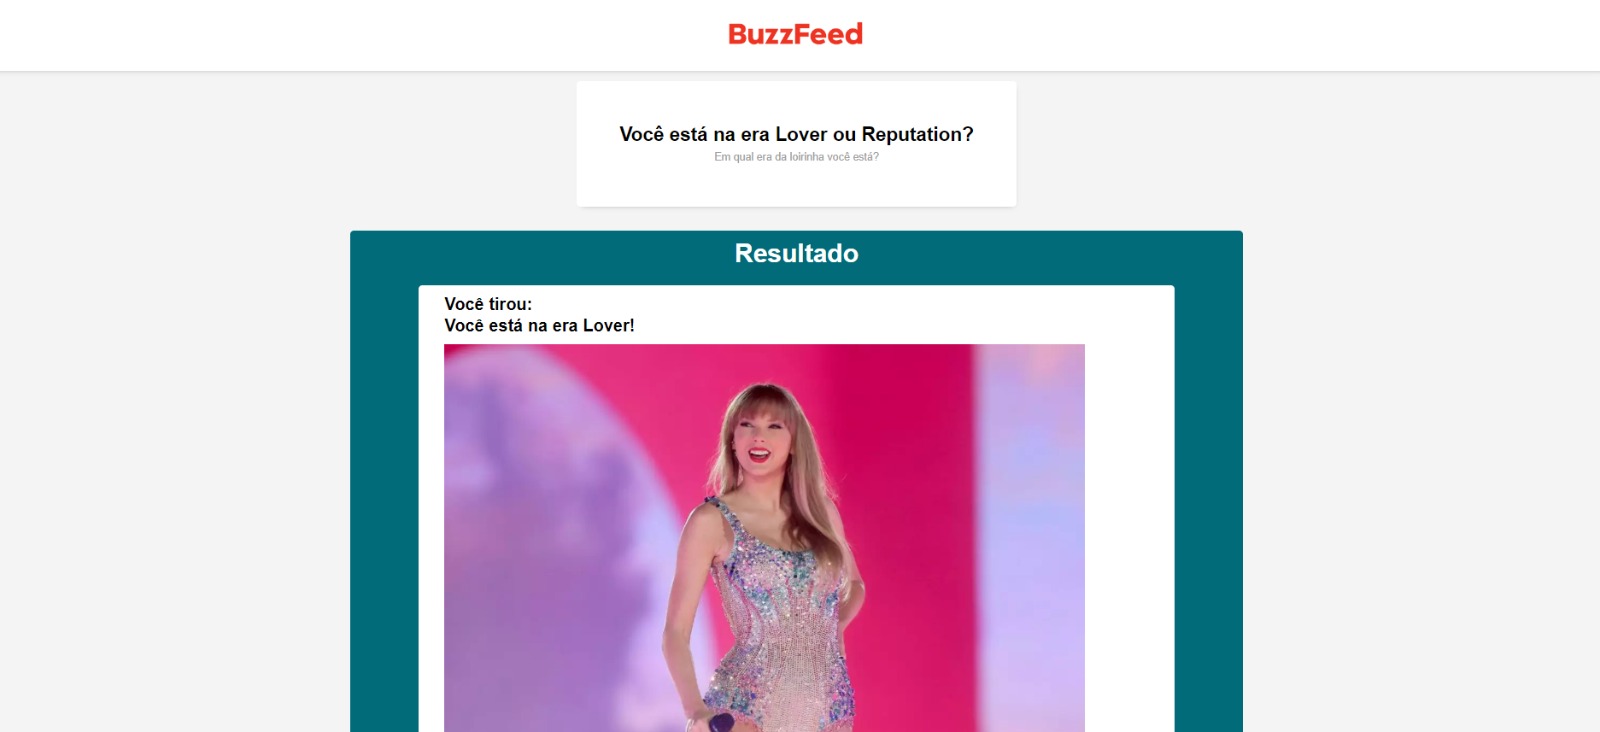 BuzzFeed
Você está na era Lover ou Reputation?
Em qual era da loirinha você está?
Resultado
Você tirou:
Você está na era Lover!